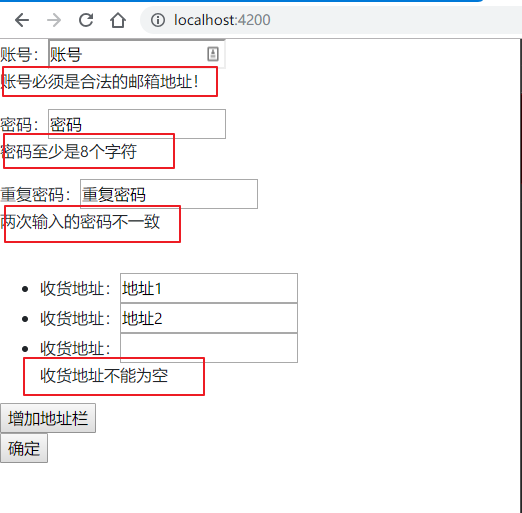 localhost:4200
账号：账号
账号必须是合法的邮箱地址！
密码：密码
密码至少是8个字符
重复密码：重复密码
两次输入的密码不一致
收货地址：地址1
收货地址：地址2
收货地址：
收货地址不能为空
增加地址栏
确定